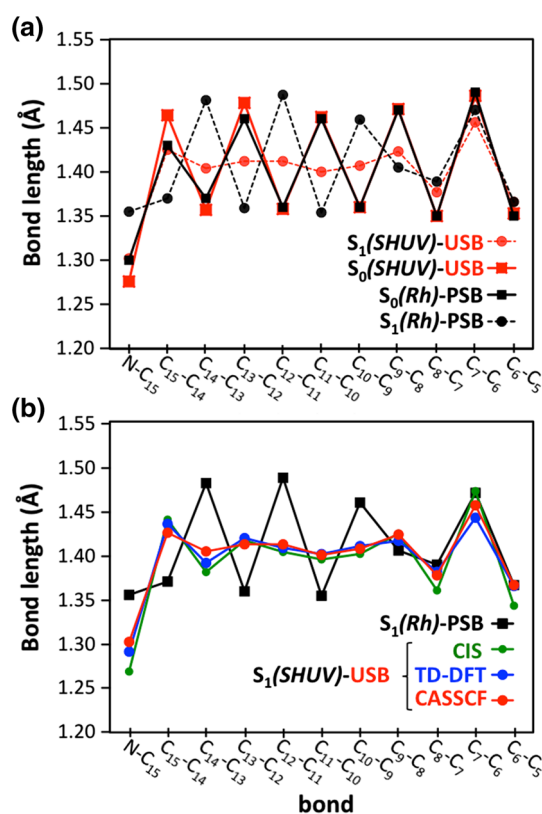 (a)
Bond length (Å)
1.55
1.50
1.45
1.40
1.35
1.30
1.25
1.20
S₁(SHUV)-USB
S₀(SHUV)-USB
S₀(Rh)-PSB
S₁(Rh)-PSB
N-C₁₅
C₁₅-C₁₄
C₁₄-C₁₃
C₁₃-C₁₂
C₁₂-C₁₁
C₁₁-C₁₀
C₁₀-C₉
C₉-C₈
C₈-C₇
C₇-C₆
C₆-C₅
(b)
Bond length (Å)
1.55
1.50
1.45
1.40
1.35
1.30
1.25
1.20
S₁(Rh)-PSB
CIS
S₁(SHUV)-USB
TD-DFT
CASSCF
N-C₁₅
C₁₅-C₁₄
C₁₄-C₁₃
C₁₃-C₁₂
C₁₂-C₁₁
C₁₁-C₁₀
C₁₀-C₉
C₉-C₈
C₈-C₇
C₇-C₆
C₆-C₅
bond